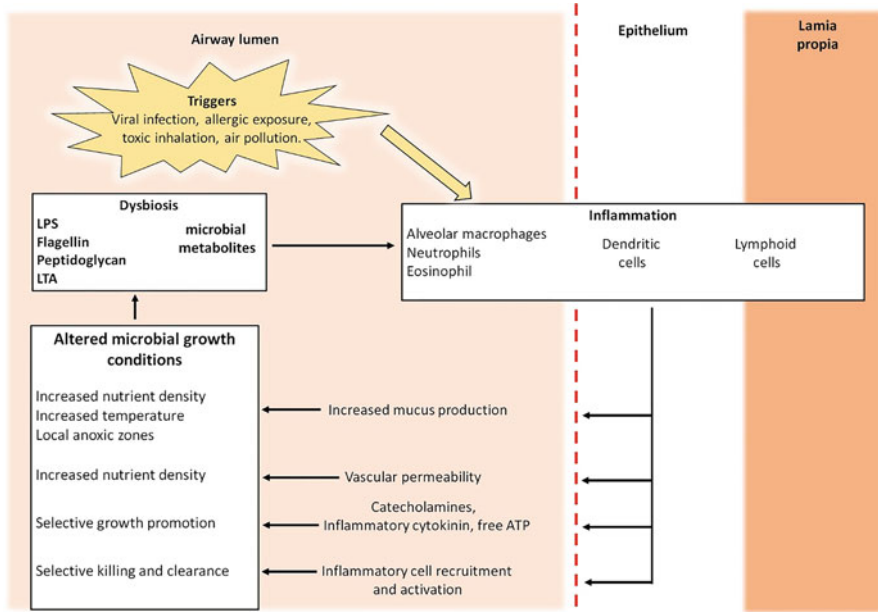 Airway lumen
Epithelium
Lamia
propia
Triggers
Viral infection, allergic exposure,
toxic inhalation, air pollution.
Dysbiosis
LPS
Flagellin
Peptidoglycan
LTA
microbial
metabolites
Inflammation
Alveolar macrophages
Neutrophils
Eosinophil
Dendritic
cells
Lymphoid
cells
Altered microbial growth
conditions
Increased nutrient density
Increased temperature
Local anoxic zones
Increased mucus production
Increased nutrient density
Vascular permeability
Selective growth promotion
Catecholamines,
Inflammatory cytokinin, free ATP
Selective killing and clearance
Inflammatory cell recruitment
and activation